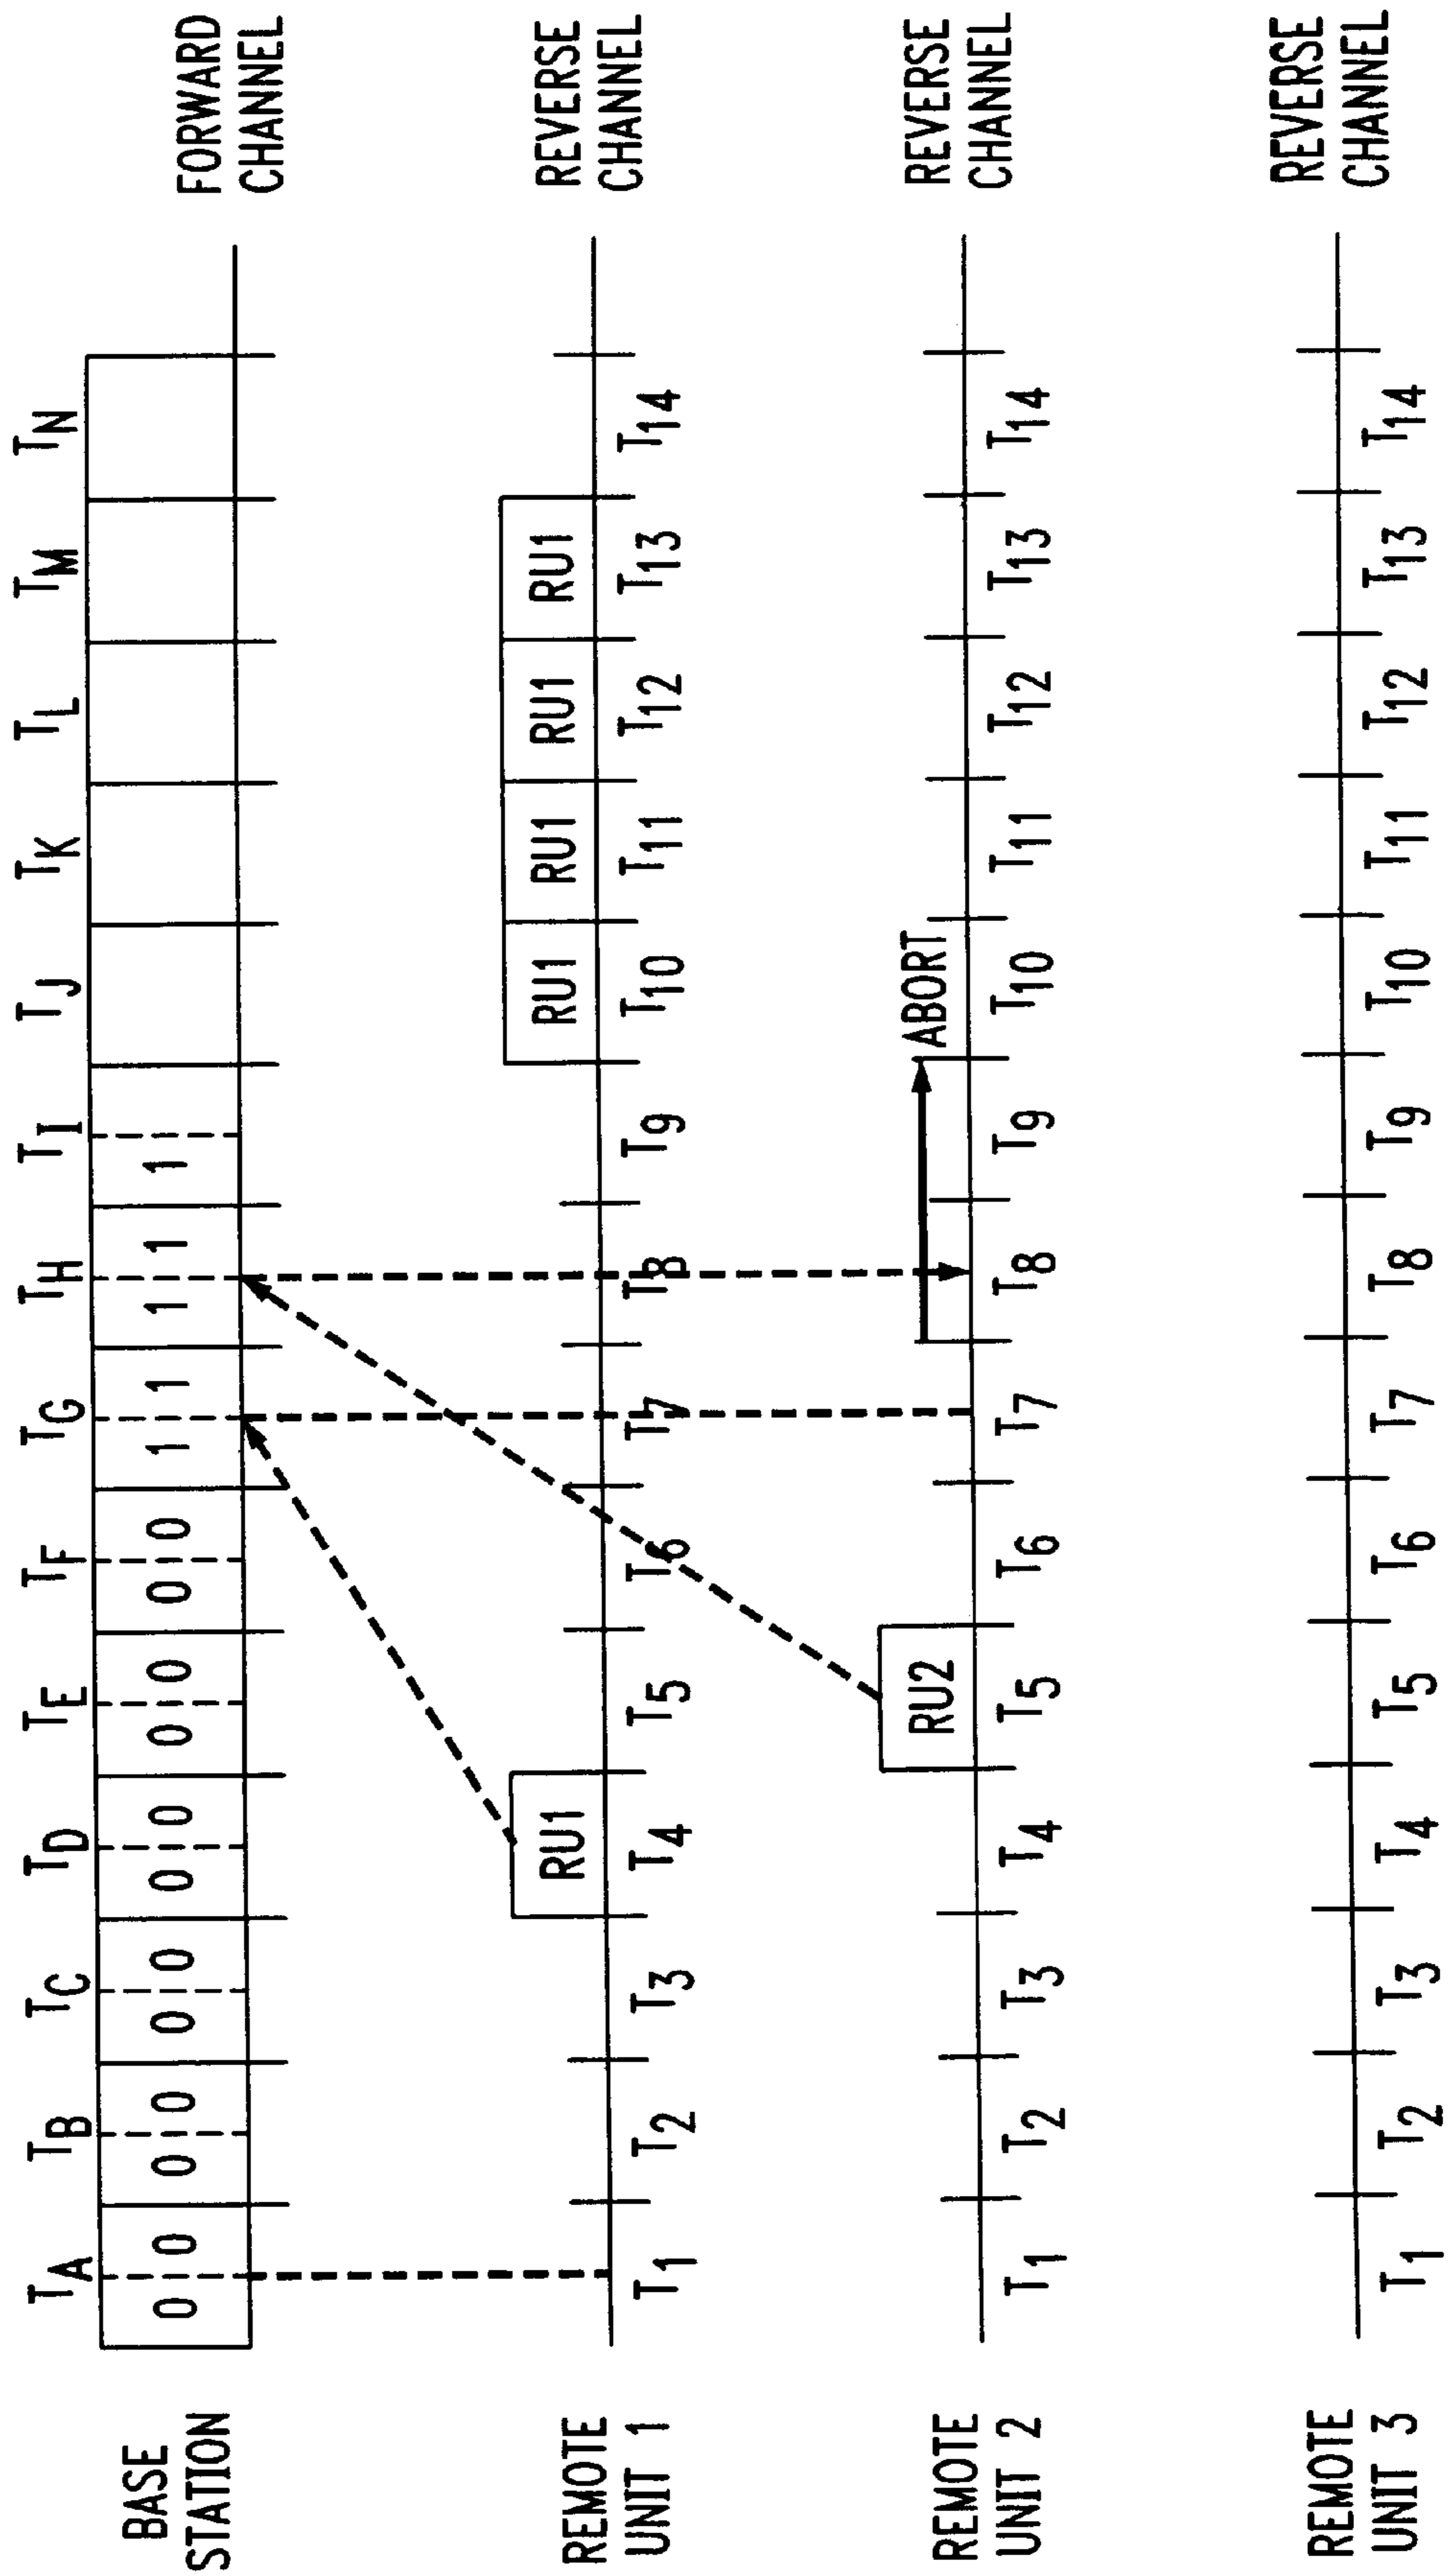 T_A T_B T_C T_D T_E T_F T_G T_H T_I T_J T_K T_L T_M T_N
BASE
STATION
0 0 0 0 0 0 0 0 0 0 0 0 1 1 1 1 1
FORWARD
CHANNEL
RU1 RU1 RU1 RU1 RU1
REMOTE
UNIT 1
T_1 T_2 T_3 T_4 T_5 T_6 T_7 T_8 T_9 T_10 T_11 T_12 T_13 T_14
REVERSE
CHANNEL
RU2 ABORT
REMOTE
UNIT 2
T_1 T_2 T_3 T_4 T_5 T_6 T_7 T_8 T_9 T_10 T_11 T_12 T_13 T_14
REVERSE
CHANNEL
REMOTE
UNIT 3
T_1 T_2 T_3 T_4 T_5 T_6 T_7 T_8 T_9 T_10 T_11 T_12 T_13 T_14
REVERSE
CHANNEL